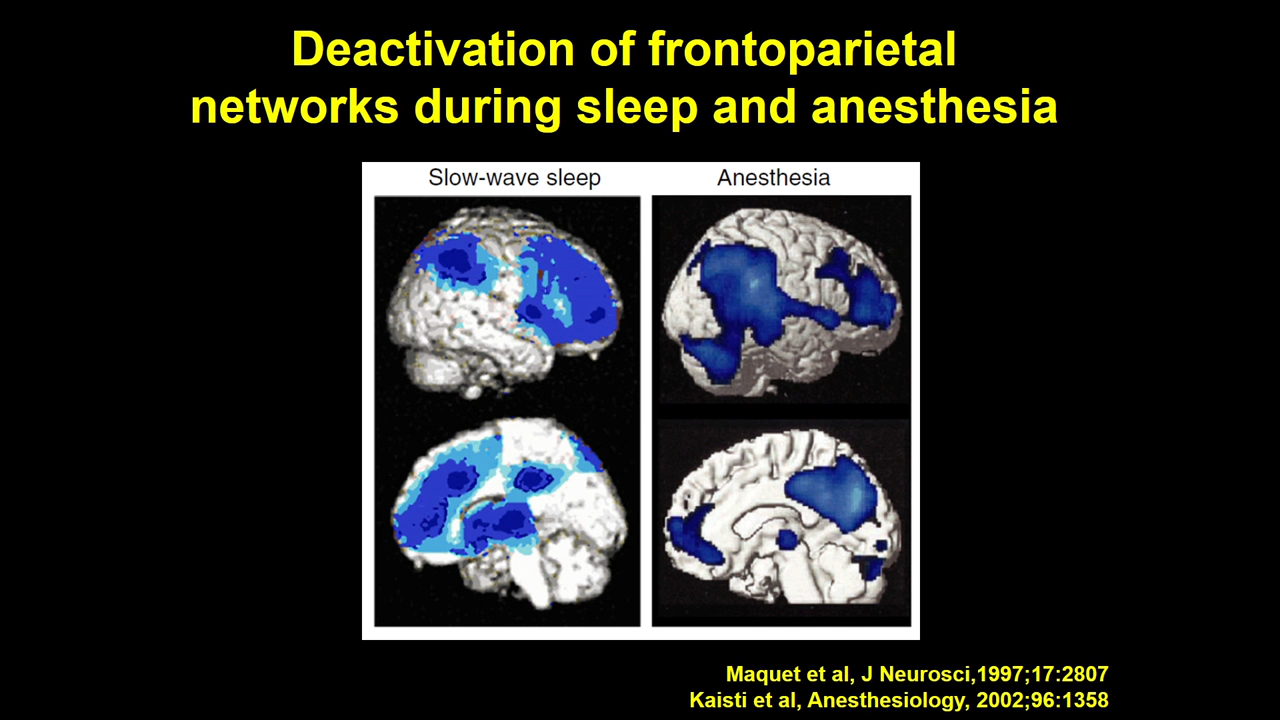 Deactivation of frontoparietal
networks during sleep and anesthesia
Slow-wave sleep
Anesthesia
Maquet et al, J Neurosci,1997;17:2807
Kaisti et al, Anesthesiology, 2002;96:1358